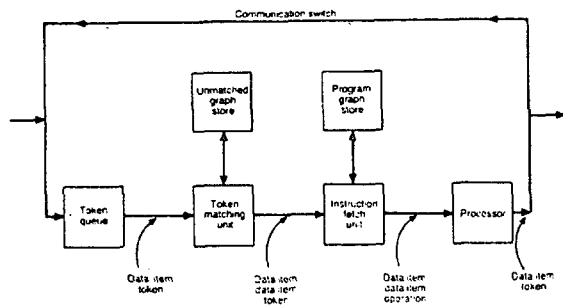 Communication switch
Unmatched
graph
store
Program
graph
store
Token
queue
Token
matching
unit
Instruction
fetch
unit
Processor
Data item
token
Data item
data item
token
Data item
data item
operation
Data item
token